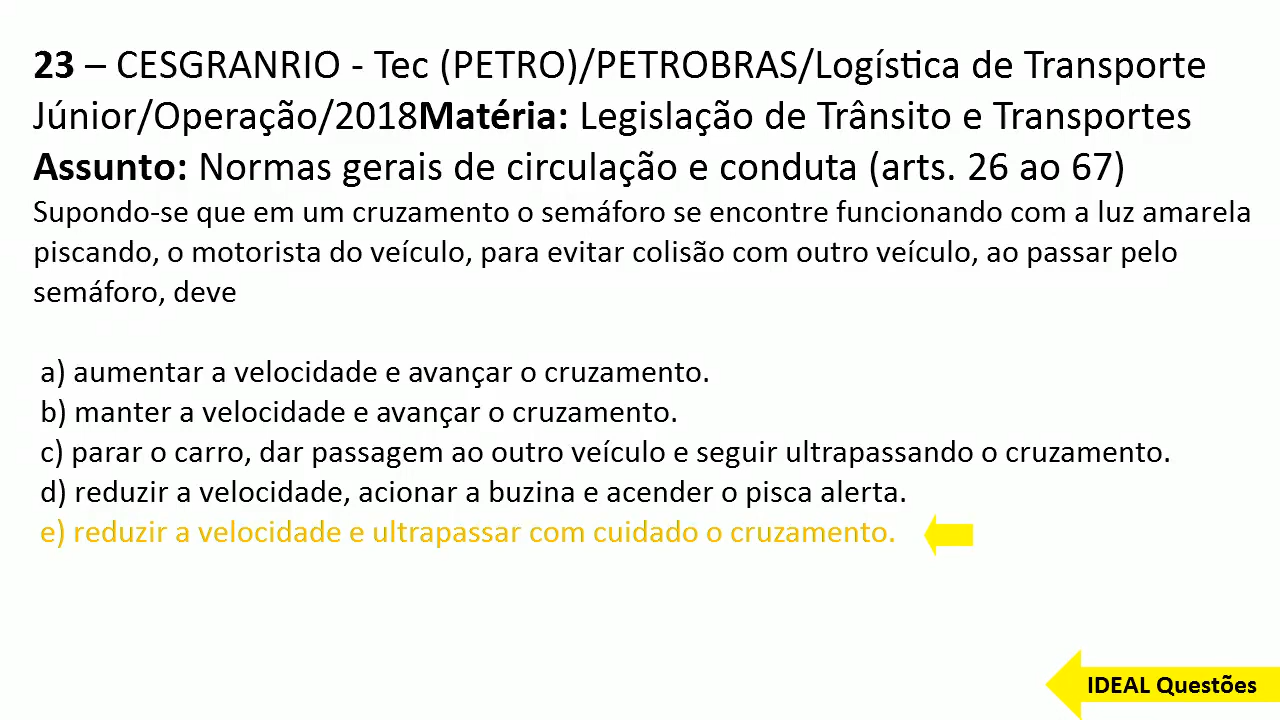 23 – CESGRANRIO - Tec (PETRO)/PETROBRAS/Logística de Transporte
Júnior/Operação/2018Matéria: Legislação de Trânsito e Transportes
Assunto: Normas gerais de circulação e conduta (arts. 26 ao 67)
Supondo-se que em um cruzamento o semáforo se encontre funcionando com a luz amarela
piscando, o motorista do veículo, para evitar colisão com outro veículo, ao passar pelo
semáforo, deve
a) aumentar a velocidade e avançar o cruzamento.
b) manter a velocidade e avançar o cruzamento.
c) parar o carro, dar passagem ao outro veículo e seguir ultrapassando o cruzamento.
d) reduzir a velocidade, acionar a buzina e acender o pisca alerta.
e) reduzir a velocidade e ultrapassar com cuidado o cruzamento.
IDEAL Questões